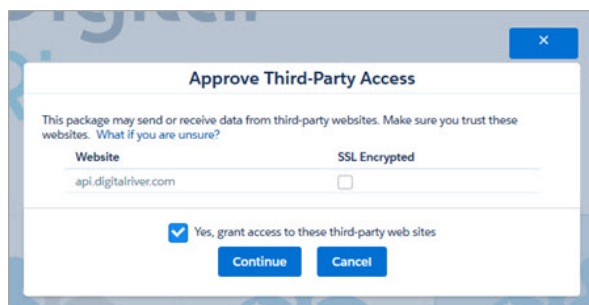 Digital
Approve Third-Party Access
This package may send or receive data from third-party websites. Make sure you trust these
websites. What if you are unsure?
Website SSL Encrypted
api.digitalriver.com
Yes, grant access to these third-party web sites
Continue Cancel